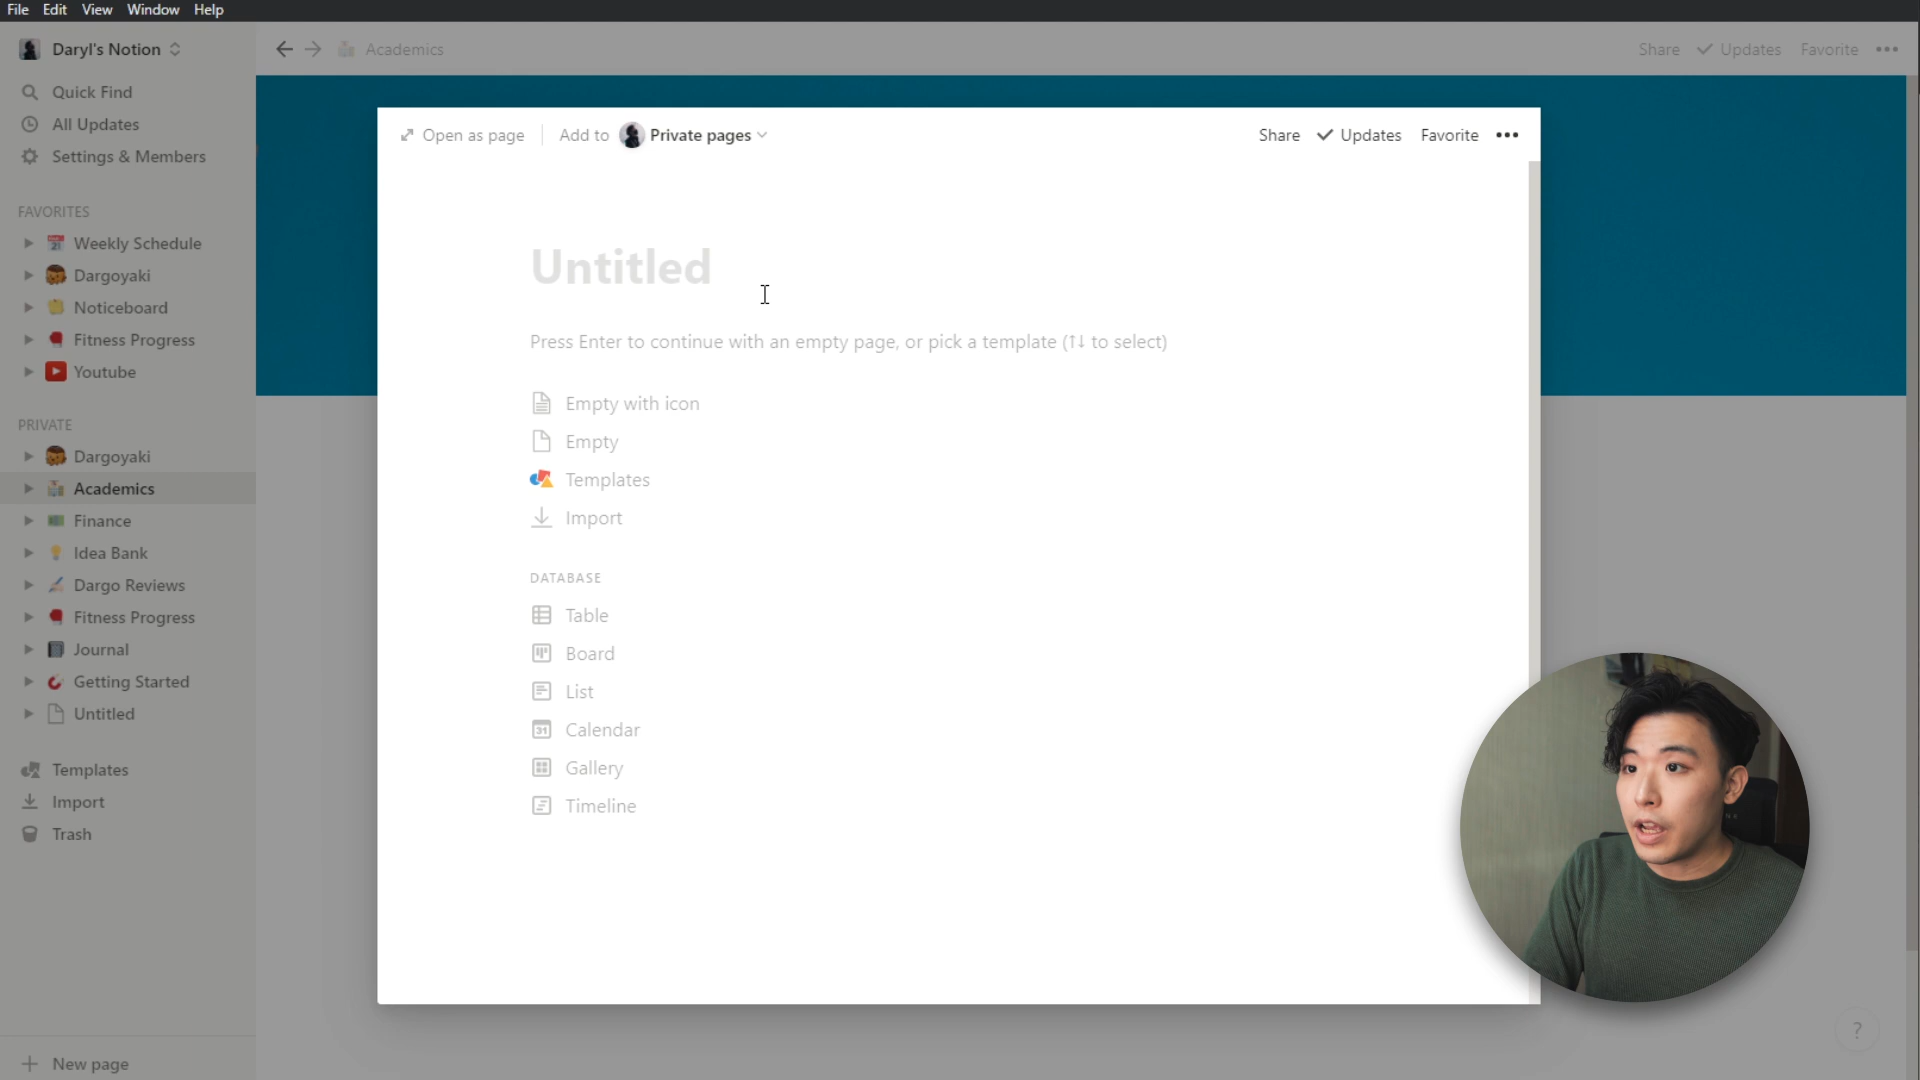 File Edit View Window Help
Daryl's Notion
Academics
Share Updates Favorite
Quick Find
All Updates
Settings & Members
FAVORITES
Weekly Schedule
Dargoyaki
Noticeboard
Fitness Progress
Youtube
PRIVATE
Dargoyaki
Academics
Finance
Idea Bank
Dargo Reviews
Fitness Progress
Journal
Getting Started
Untitled
Templates
Import
Trash
New page
Open as page
Add to Private pages
Share Updates Favorite
Untitled
Press Enter to continue with an empty page, or pick a template (↑↓ to select)
Empty with icon
Empty
Templates
Import
DATABASE
Table
Board
List
31 Calendar
Gallery
Timeline
?